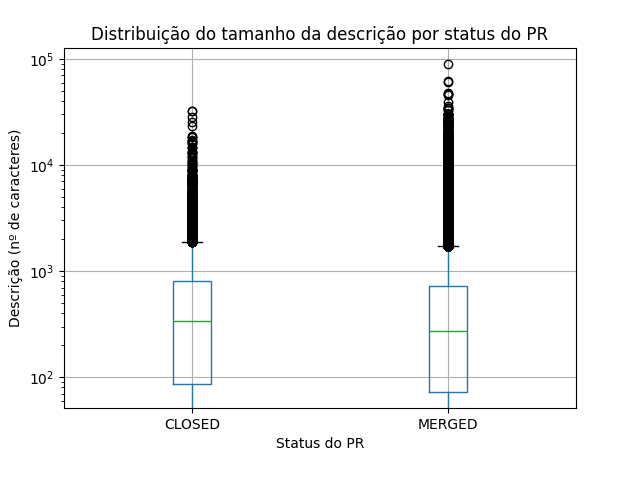 Distribuição do tamanho da descrição por status do PR
Descrição (nº de caracteres)
10⁵
10⁴
10³
10²
CLOSED
MERGED
Status do PR